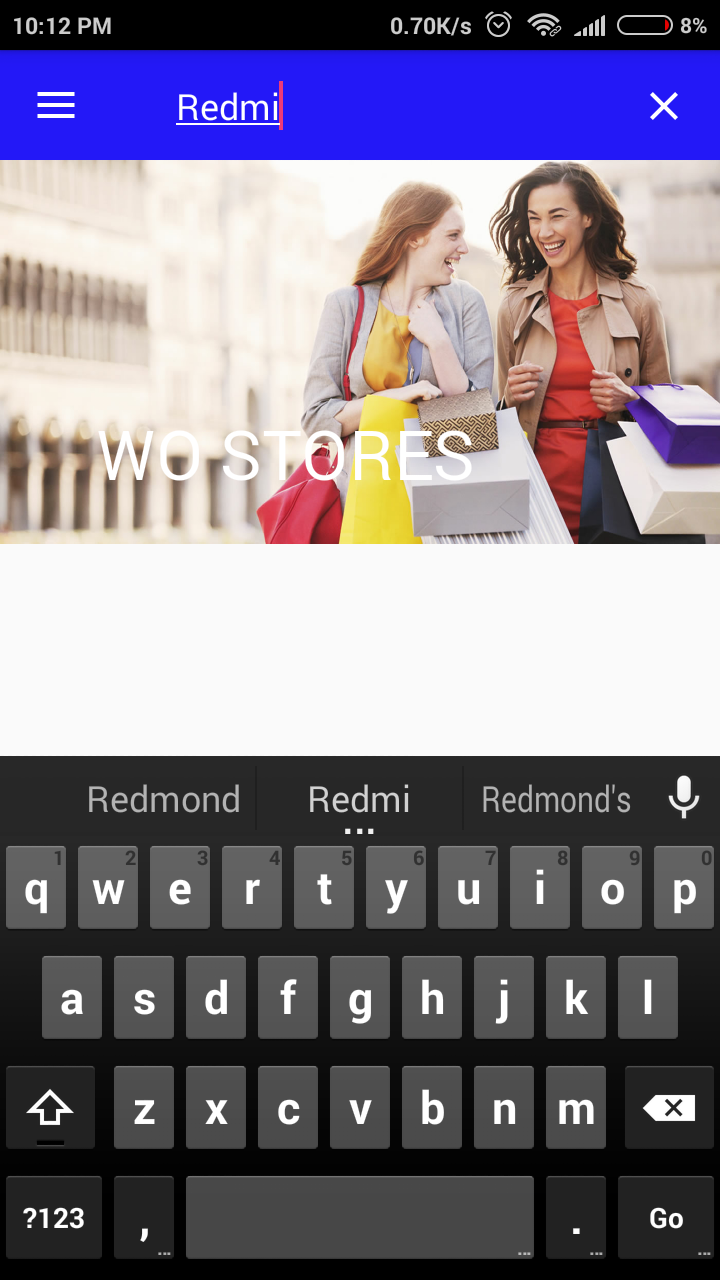 10:12 PM 0.70K/s 8%
Redmi
WO STORES
Redmond Redmi Redmond's
1 2 3 4 5 6 7 8 9 0
q w e r t y u i o p
a s d f g h j k l
z x c v b n m
?123 , ... ... . ... Go ...